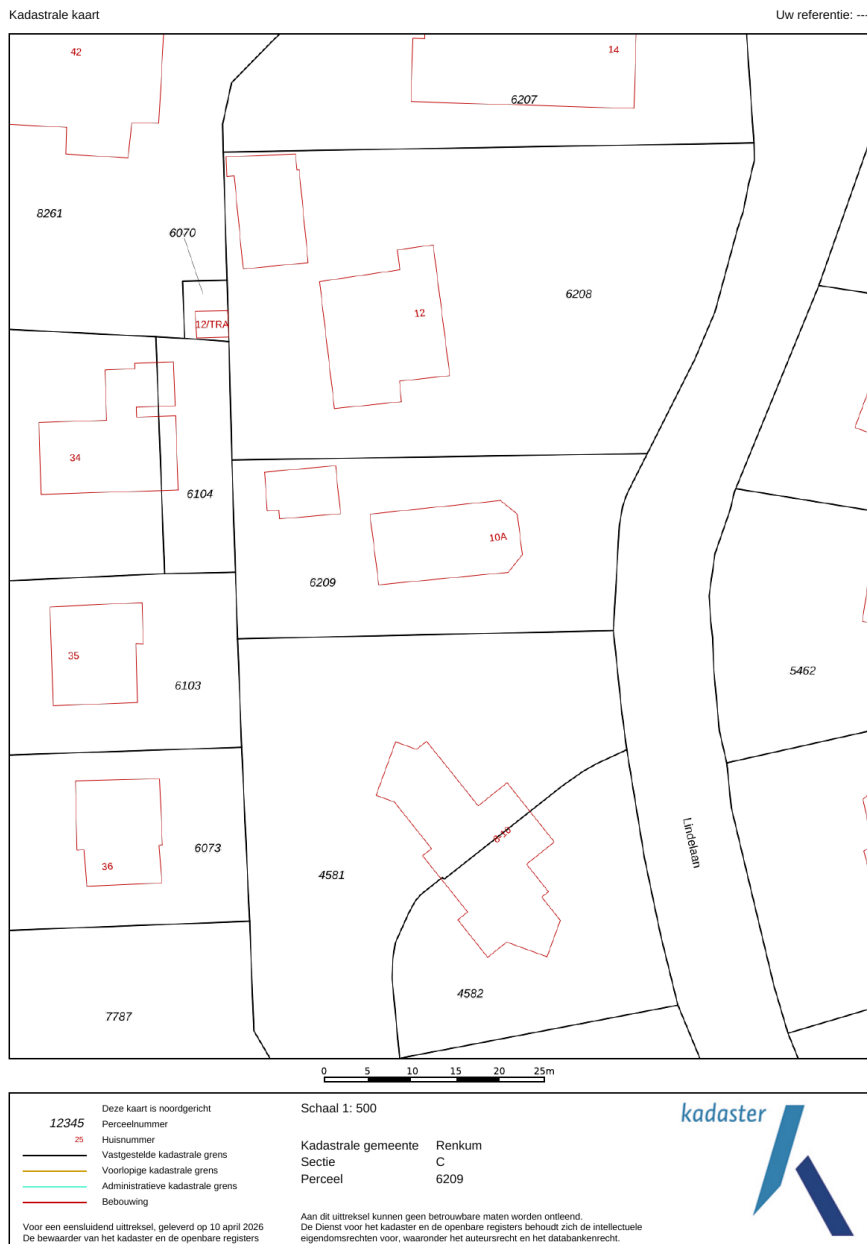 Kadastrale kaart
Uw referentie: ---
42
14
6207
8261
6070
12/TRA
12
6208
34
6104
10A
6209
35
6103
5462
36
6073
4581
8/10
Lindelaan
4582
7787
0 5 10 15 20 25m
Deze kaart is noordgericht
12345 Perceelnummer
25 Huisnummer
Vastgestelde kadastrale grens
Voorlopige kadastrale grens
Administratieve kadastrale grens
Bebouwing
Voor een eensluidend uittreksel, geleverd op 10 april 2026
De bewaarder van het kadaster en de openbare registers
Schaal 1: 500
Kadastrale gemeente Renkum
Sectie C
Perceel 6209
Aan dit uittreksel kunnen geen betrouwbare maten worden ontleend.
De Dienst voor het kadaster en de openbare registers behoudt zich de intellectuele
eigendomsrechten voor, waaronder het auteursrecht en het databankenrecht.
kadaster